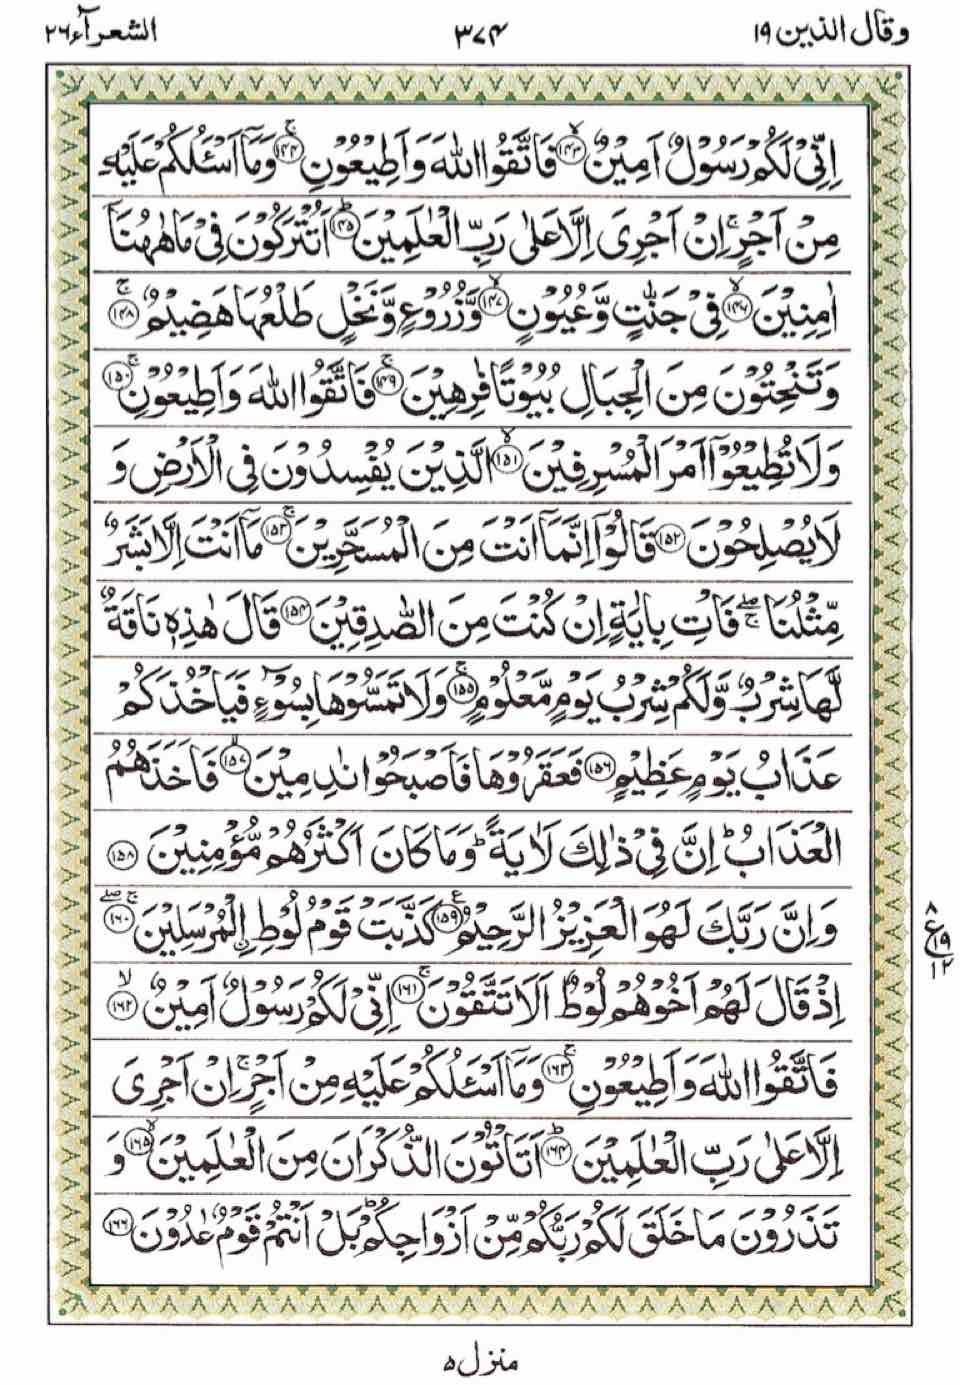 وقال الذين ۱۹ ۳۷۴ الشعرآء ۲۶
اِنِّیْ لَكُمْ رَسُوْلٌ اَمِیْنٌۙ۝۱۴۳ فَاتَّقُوا اللّٰهَ وَ اَطِیْعُوْنِۚ۝۱۴۴ وَ مَاۤ اَسْـَٔلُكُمْ عَلَیْهِ
مِنْ اَجْرٍۚ اِنْ اَجْرِیَ اِلَّا عَلٰی رَبِّ الْعٰلَمِیْنَؕ۝۱۴۵ اَتُتْرَكُوْنَ فِیْ مَا هٰهُنَاۤ
اٰمِنِیْنَۙ۝۱۴۶ فِیْ جَنّٰتٍ وَّ عُیُوْنٍۙ۝۱۴۷ وَّ زُرُوْعٍ وَّ نَخْلٍ طَلْعُهَا هَضِیْمٌۚ۝۱۴۸
وَ تَنْحِتُوْنَ مِنَ الْجِبَالِ بُیُوْتًا فٰرِهِیْنَۚ۝۱۴۹ فَاتَّقُوا اللّٰهَ وَ اَطِیْعُوْنِۚ۝۱۵۰
وَ لَا تُطِیْعُوْۤا اَمْرَ الْمُسْرِفِیْنَۙ۝۱۵۱ الَّذِیْنَ یُفْسِدُوْنَ فِی الْاَرْضِ وَ
لَا یُصْلِحُوْنَ۝۱۵۲ قَالُوْۤا اِنَّمَاۤ اَنْتَ مِنَ الْمُسَحَّرِیْنَۚ۝۱۵۳ مَاۤ اَنْتَ اِلَّا بَشَرٌ
مِّثْلُنَا ۖۚ فَاْتِ بِاٰیَةٍ اِنْ كُنْتَ مِنَ الصّٰدِقِیْنَ۝۱۵۴ قَالَ هٰذِهٖ نَاقَةٌ
لَّهَا شِرْبٌ وَّ لَكُمْ شِرْبُ یَوْمٍ مَّعْلُوْمٍۚ۝۱۵۵ وَ لَا تَمَسُّوْهَا بِسُوْٓءٍ فَیَاْخُذَكُمْ
عَذَابُ یَوْمٍ عَظِیْمٍ۝۱۵۶ فَعَقَرُوْهَا فَاَصْبَحُوْا نٰدِمِیْنَۙ۝۱۵۷ فَاَخَذَهُمُ
الْعَذَابُؕ اِنَّ فِیْ ذٰلِكَ لَاٰیَةًؕ وَ مَا كَانَ اَكْثَرُهُمْ مُّؤْمِنِیْنَ۝۱۵۸
وَ اِنَّ رَبَّكَ لَهُوَ الْعَزِیْزُ الرَّحِیْمُ۝۱۵۹ كَذَّبَتْ قَوْمُ لُوْطِ ِ۟الْمُرْسَلِیْنَۚۖ۝۱۶۰
اِذْ قَالَ لَهُمْ اَخُوْهُمْ لُوْطٌ اَلَا تَتَّقُوْنَۚ۝۱۶۱ اِنِّیْ لَكُمْ رَسُوْلٌ اَمِیْنٌۙ۝۱۶۲
فَاتَّقُوا اللّٰهَ وَ اَطِیْعُوْنِۚ۝۱۶۳ وَ مَاۤ اَسْـَٔلُكُمْ عَلَیْهِ مِنْ اَجْرٍۚ اِنْ اَجْرِیَ
اِلَّا عَلٰی رَبِّ الْعٰلَمِیْنَؕ۝۱۶۴ اَتَاْتُوْنَ الذُّكْرَانَ مِنَ الْعٰلَمِیْنَۙ۝۱۶۵ وَ
تَذَرُوْنَ مَا خَلَقَ لَكُمْ رَبُّكُمْ مِّنْ اَزْوَاجِكُمْؕ بَلْ اَنْتُمْ قَوْمٌ عٰدُوْنَ۝۱۶۶
۸
ع ۱۹
۱۲
منزل ۵